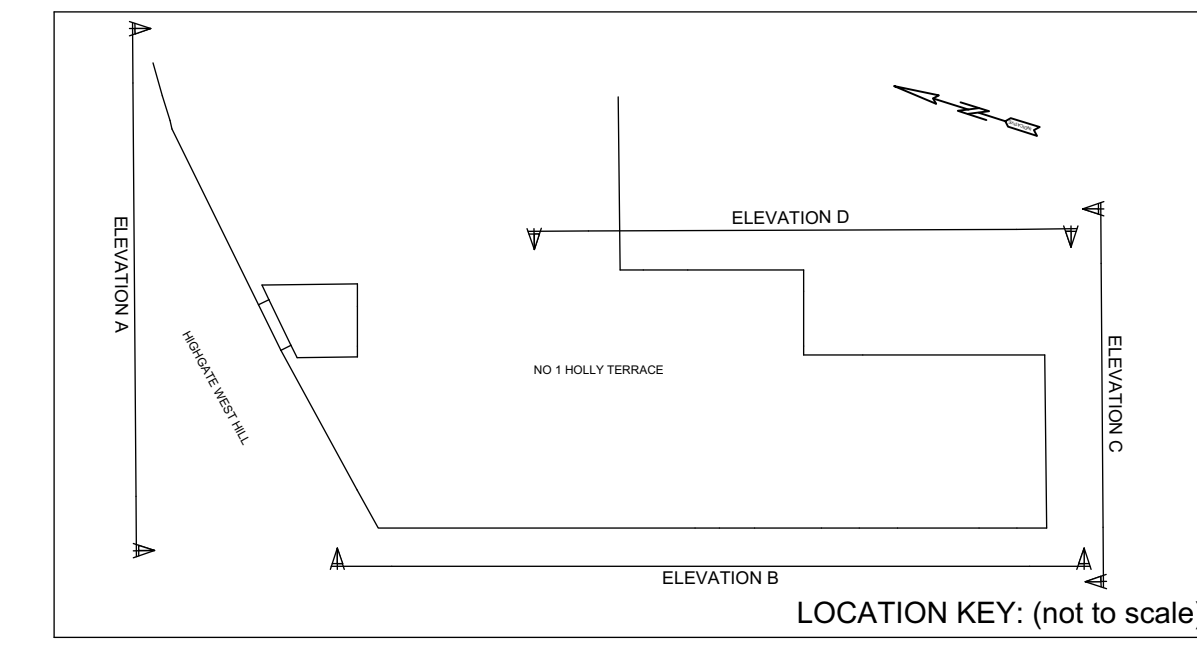 ELEVATION D
ELEVATION A
ELEVATION C
HIGHGATE WEST HILL
NO 1 HOLLY TERRACE
ELEVATION B
LOCATION KEY: (not to scale)